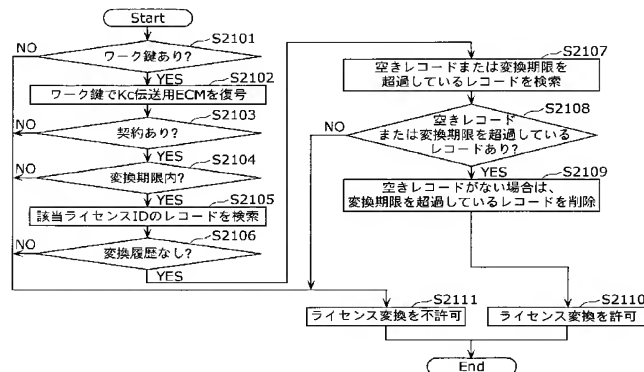 Start
S2101
NO
ワーク鍵あり?
YES
S2102
ワーク鍵でKc伝送用ECMを復号
S2103
NO
契約あり?
YES
S2104
NO
変換期限内?
YES
S2105
該当ライセンスIDのレコードを検索
S2106
NO
変換履歴なし?
YES
S2107
空きレコードまたは変換期限を
超過しているレコードを検索
S2108
NO
空きレコード
または変換期限を超過している
レコードあり?
YES
S2109
空きレコードがない場合は、
変換期限を超過しているレコードを削除
S2111
ライセンス変換を不許可
S2110
ライセンス変換を許可
End